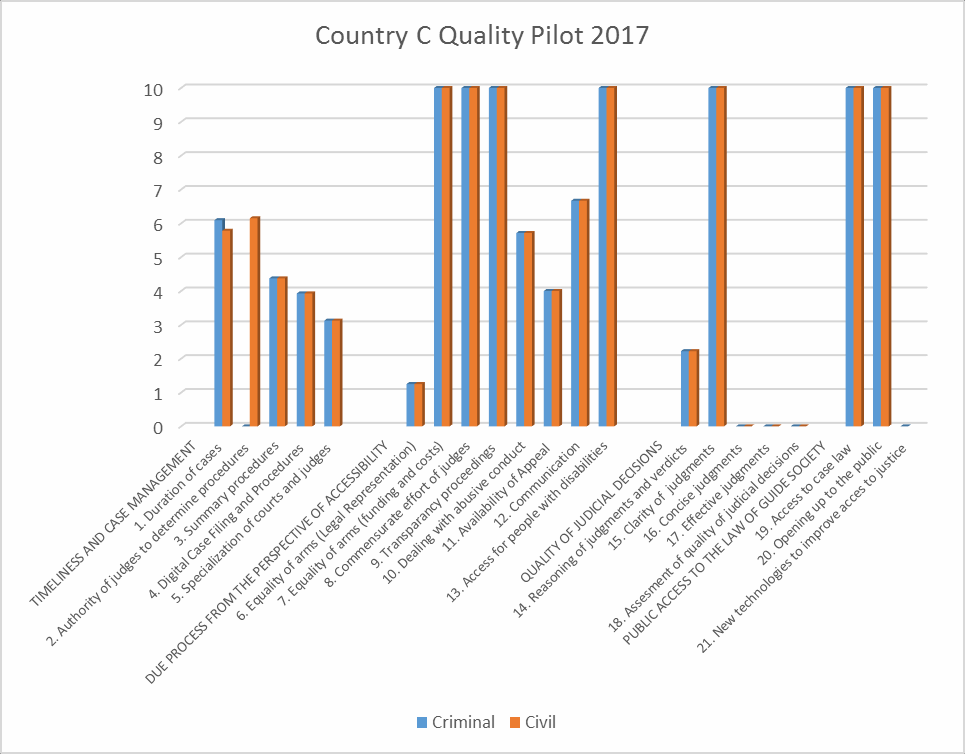 Country C Quality Pilot 2017
10
9
8
7
6
5
4
3
2
1
0
TIMELINESS AND CASE MANAGEMENT
1. Duration of cases
2. Authority of judges to determine procedures
3. Summary procedures
4. Digital Case Filing and Procedures
5. Specialization of courts and judges
DUE PROCESS FROM THE PERSPECTIVE OF ACCESSIBILITY
6. Equality of arms (Legal Representation)
7. Equality of arms (funding and costs)
8. Commensurate effort of judges
9. Transparancy proceedings
10. Dealing with abusive conduct
11. Availability of Appeal
12. Communication
13. Access for people with disabilities
QUALITY OF JUDICIAL DECISIONS
14. Reasoning of judgments and verdicts
15. Clarity of judgments
16. Concise judgments
17. Effective judgments
18. Assesment of quality of judicial decisions
PUBLIC ACCESS TO THE LAW OF GUIDE SOCIETY
19. Access to case law
20. Opening up to the public
21. New technologies to improve acces to justice
Criminal Civil